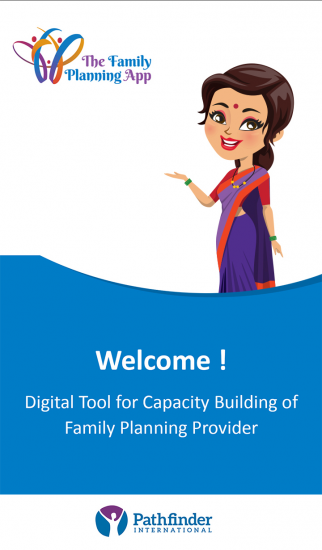 The Family
Planning App
Welcome !
Digital Tool for Capacity Building of
Family Planning Provider
Pathfinder
INTERNATIONAL